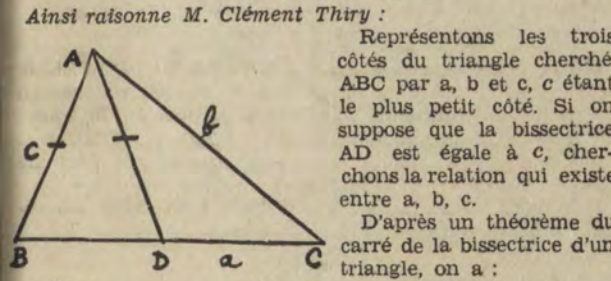 Ainsi raisonne M. Clément Thiry :
Représentons les trois
côtés du triangle cherché
ABC par a, b et c, c étant
le plus petit côté. Si on
suppose que la bissectrice
AD est égale à c, cher-
chons la relation qui existe
entre a, b, c.
D'après un théorème du
carré de la bissectrice d'un
triangle, on a :
A
b
C
B
D
a
C